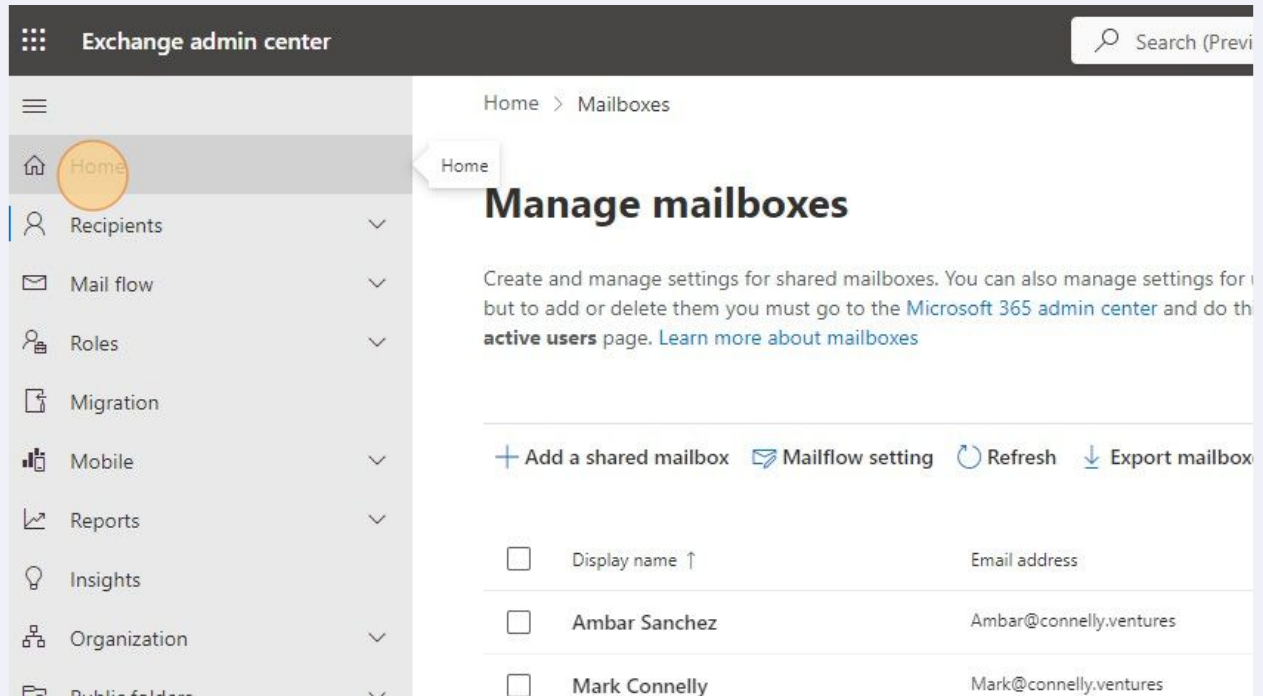 Exchange admin center
Search (Previ
Home > Mailboxes
Home
Home
Manage mailboxes
Recipients
Mail flow
Create and manage settings for shared mailboxes. You can also manage settings for
but to add or delete them you must go to the Microsoft 365 admin center and do th
active users page. Learn more about mailboxes
Roles
Migration
Mobile
Add a shared mailbox Mailflow setting Refresh Export mailbox
Reports
Display name ↑ Email address
Insights
Ambar Sanchez Ambar@connelly.ventures
Organization
Mark Connelly Mark@connelly.ventures
Public folders